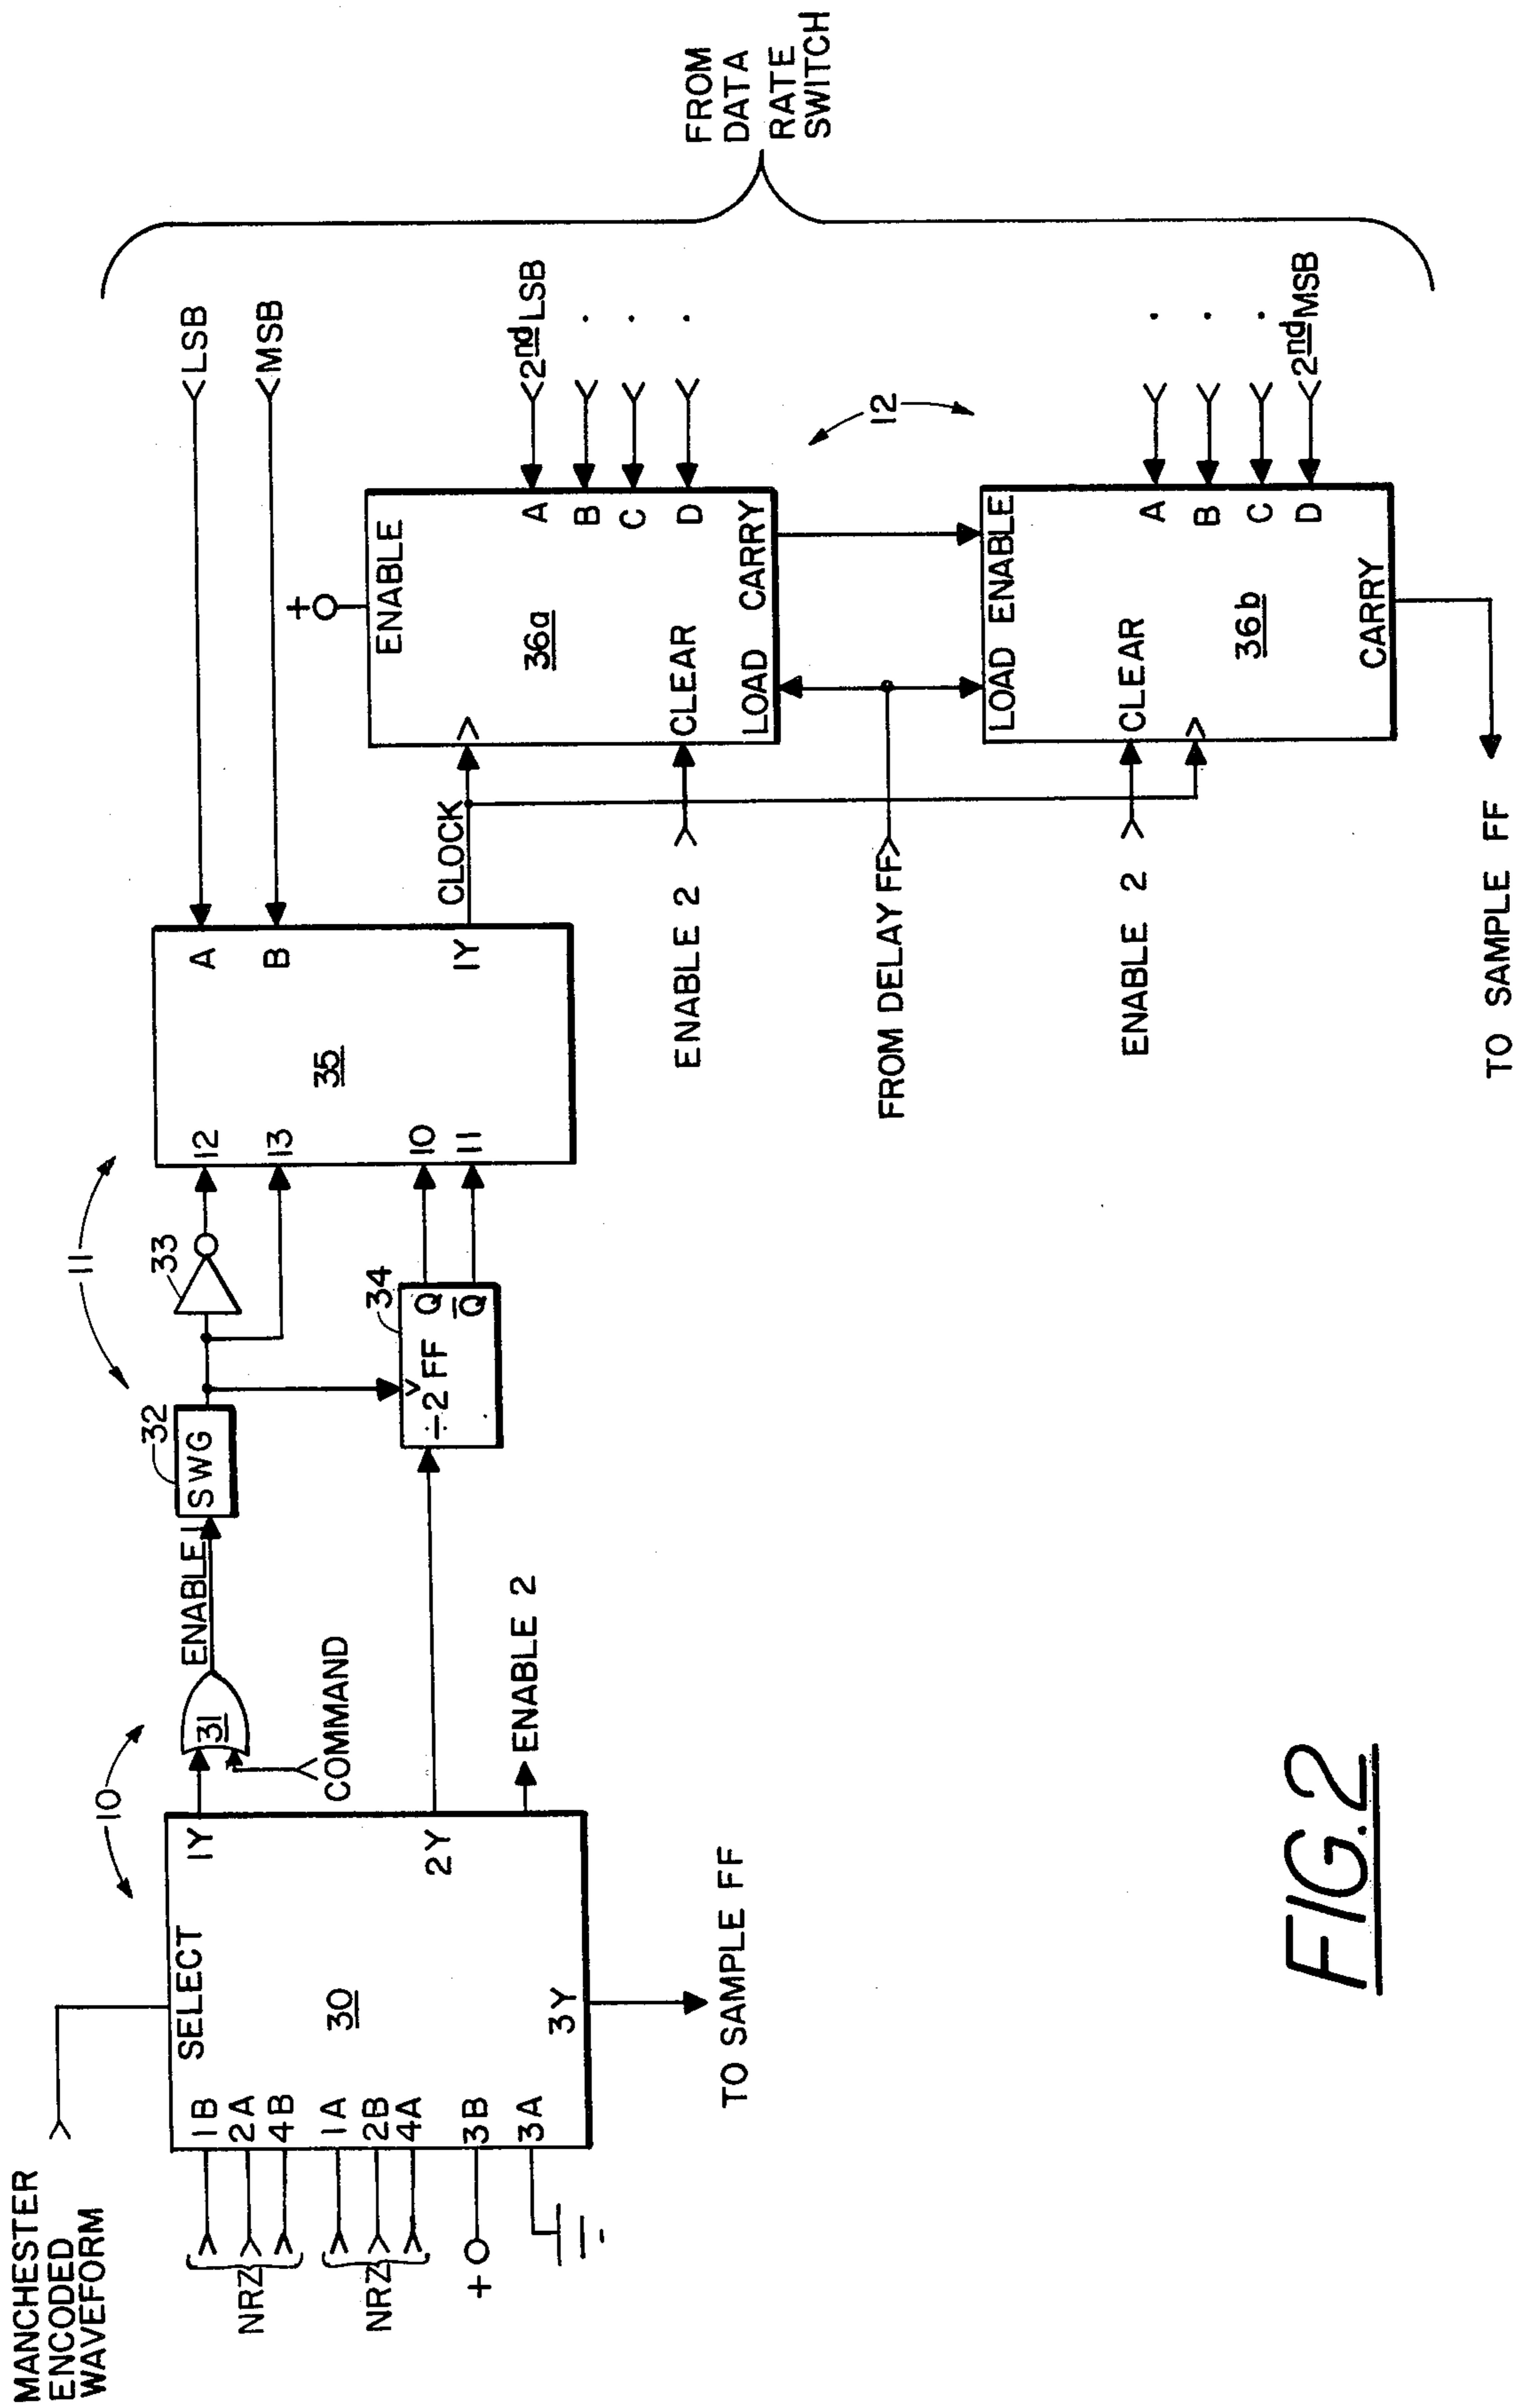 MANCHESTER
ENCODED
WAVEFORM
SELECT
1B
2A
4B
NRZ
1A
2B
4A
NRZ
3B
+
3A
30
1Y
2Y
3Y
TO SAMPLE FF
10
31
COMMAND
ENABLE 1
ENABLE 2
32
SWG
11
33
34
÷2 FF
Q
Q̅
12
13
10
11
35
A
B
1Y
CLOCK
<LSB
<MSB
+
ENABLE
36a
A
B
C
D
CLEAR
LOAD CARRY
<2nd LSB
.
.
.
ENABLE 2
FROM DELAY FF
12
LOAD ENABLE
CLEAR
36b
A
B
C
D
CARRY
.
.
.
<2nd MSB
ENABLE 2
TO SAMPLE FF
FROM
DATA
RATE
SWITCH
FIG. 2